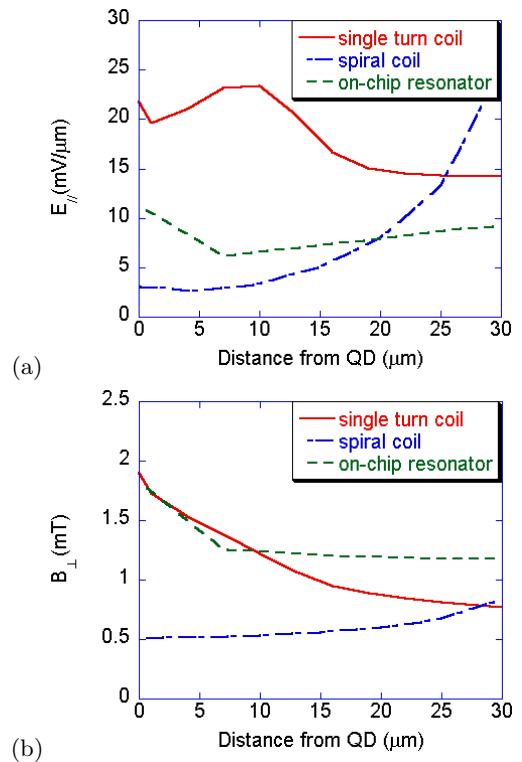 30
25
20
15
10
5
0
E//(mV/μm)
single turn coil
spiral coil
on-chip resonator
0 5 10 15 20 25 30
Distance from QD (μm)
(a)
2.5
2
1.5
1
0.5
0
B⊥(mT)
single turn coil
spiral coil
on-chip resonator
0 5 10 15 20 25 30
Distance from QD (μm)
(b)